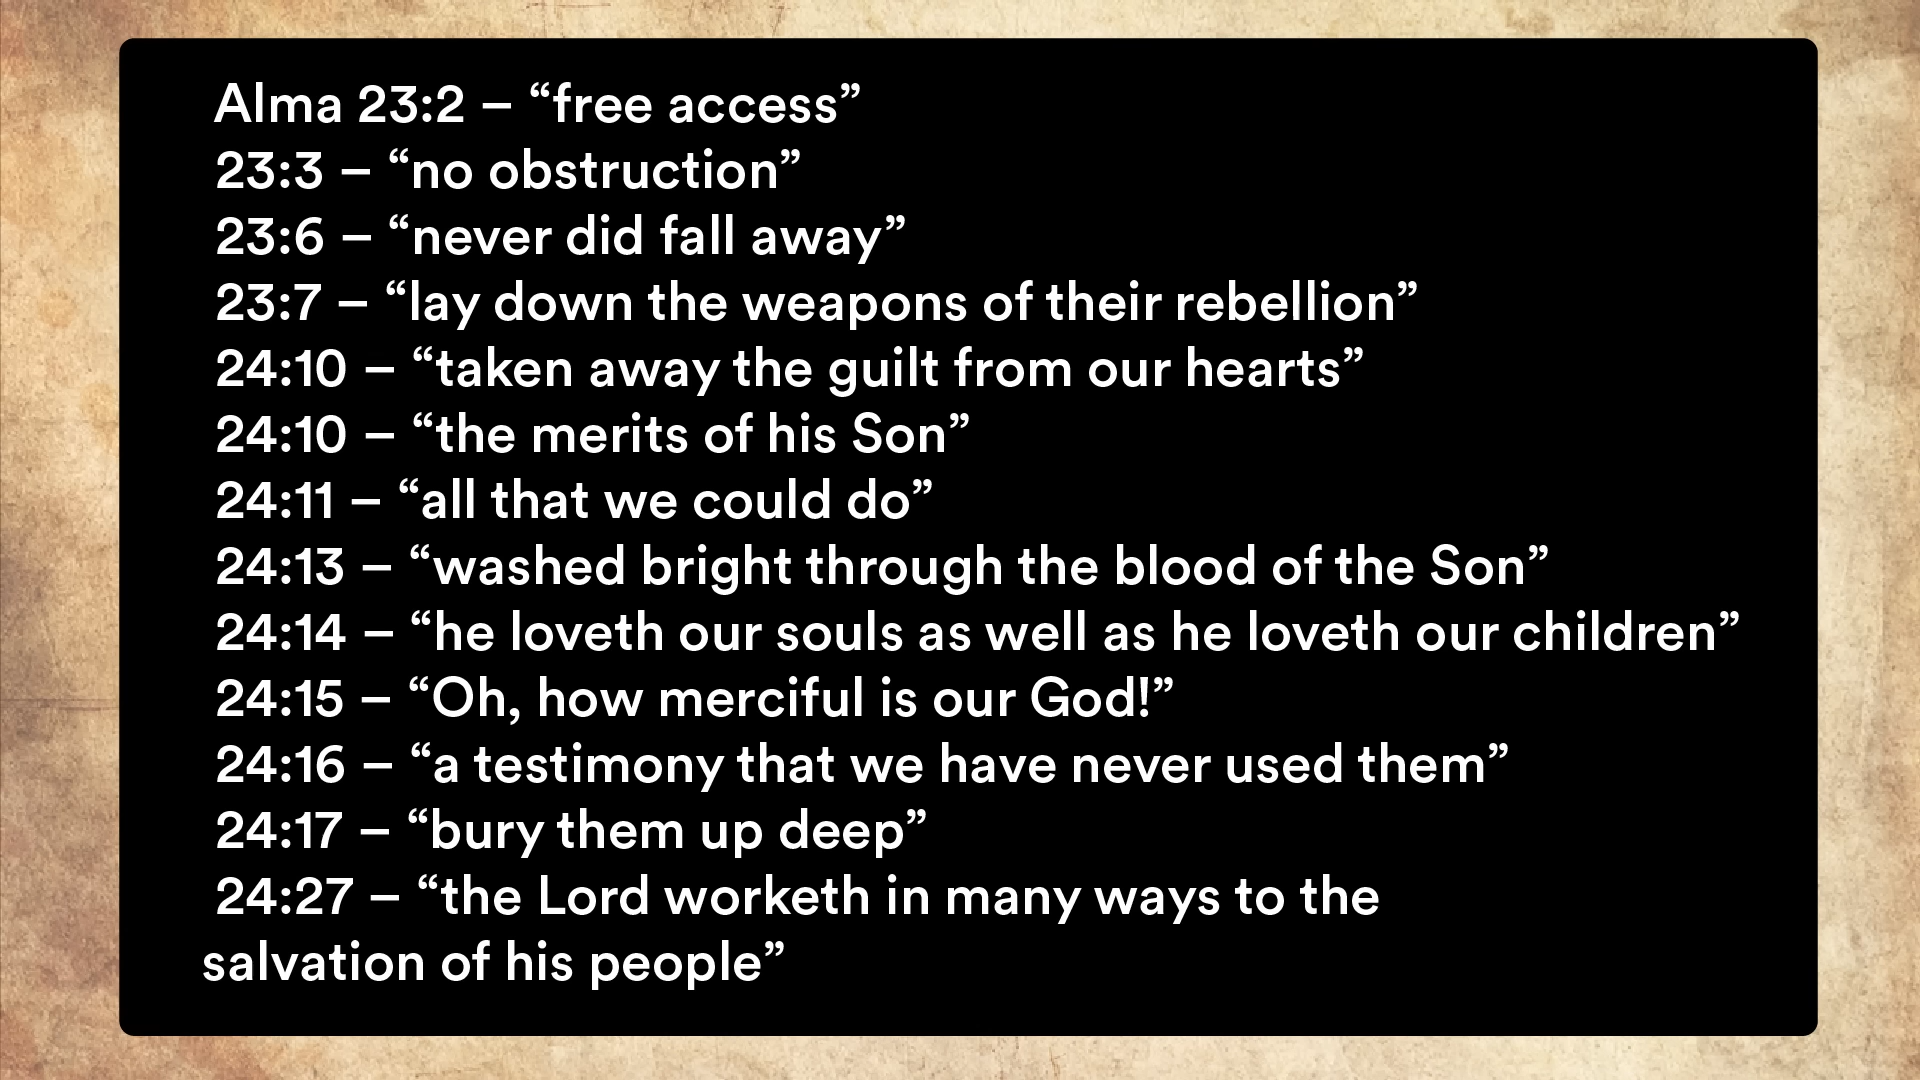 Alma 23:2 – “free access”
23:3 – “no obstruction”
23:6 – “never did fall away”
23:7 – “lay down the weapons of their rebellion”
24:10 – “taken away the guilt from our hearts”
24:10 – “the merits of his Son”
24:11 – “all that we could do”
24:13 – “washed bright through the blood of the Son”
24:14 – “he loveth our souls as well as he loveth our children”
24:15 – “Oh, how merciful is our God!”
24:16 – “a testimony that we have never used them”
24:17 – “bury them up deep”
24:27 – “the Lord worketh in many ways to the
salvation of his people”